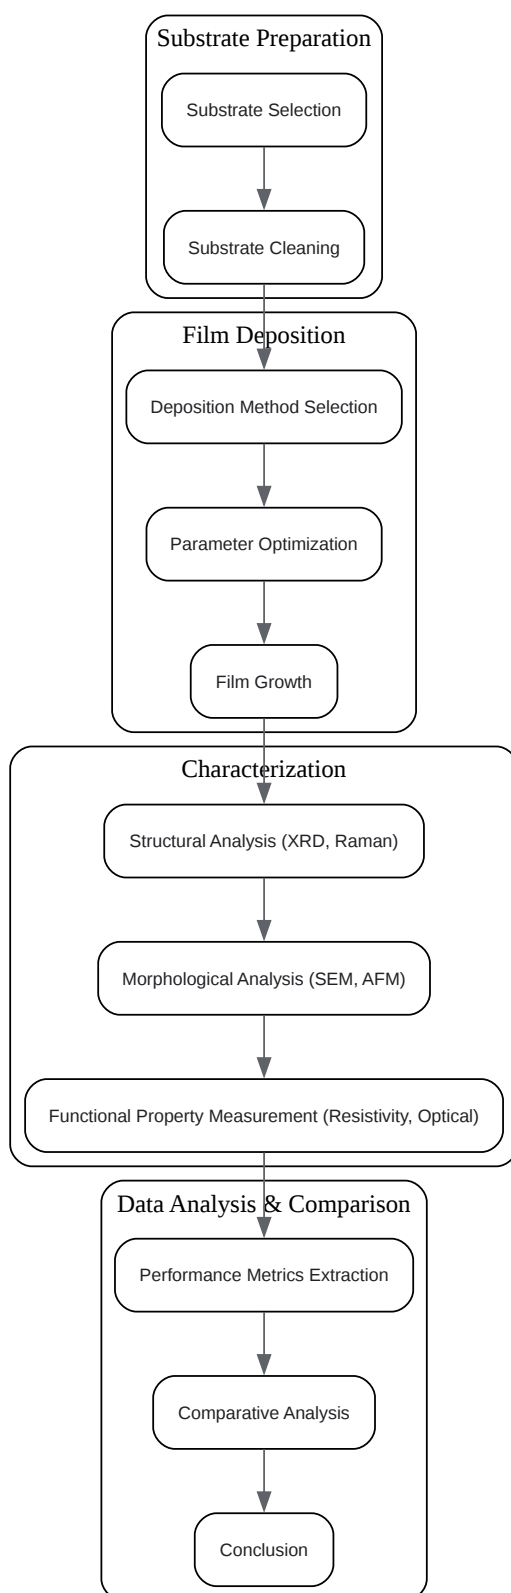 Substrate Preparation
Substrate Selection
Substrate Cleaning
Film Deposition
Deposition Method Selection
Parameter Optimization
Film Growth
Characterization
Structural Analysis (XRD, Raman)
Morphological Analysis (SEM, AFM)
Functional Property Measurement (Resistivity, Optical)
Data Analysis & Comparison
Performance Metrics Extraction
Comparative Analysis
Conclusion